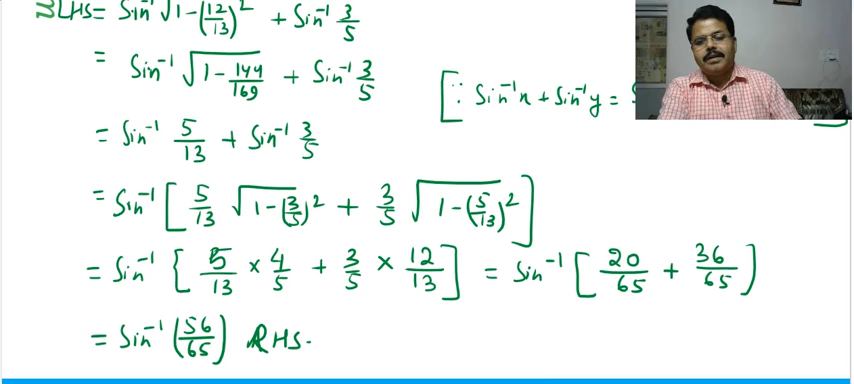 LHS = Sin⁻¹ √1-(12/13)² + Sin⁻¹ 3/5
= Sin⁻¹ √(1-144/169) + Sin⁻¹ 3/5
[∵ Sin⁻¹x + Sin⁻¹y =
= Sin⁻¹ 5/13 + Sin⁻¹ 3/5
= Sin⁻¹ [ 5/13 √1-(3/5)² + 3/5 √1-(5/13)² ]
= Sin⁻¹ [ 5/13 × 4/5 + 3/5 × 12/13 ] = Sin⁻¹ [ 20/65 + 36/65 )
= Sin⁻¹ (56/65) RHS.